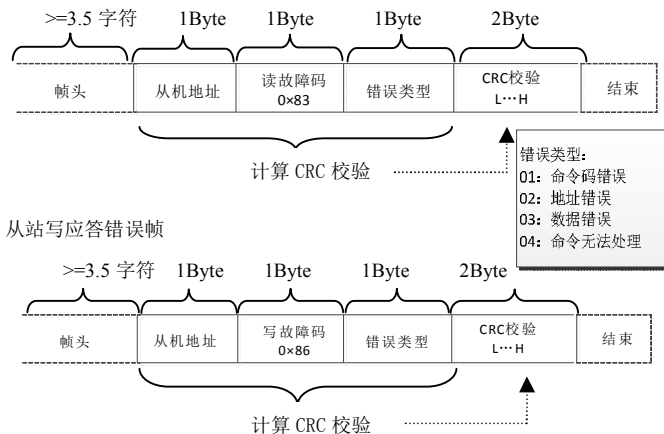 >=3.5 字符 1Byte 1Byte 1Byte 2Byte
帧头 从机地址 读故障码 0×83 错误类型 CRC校验 L…H 结束
计算 CRC 校验
错误类型:
01: 命令码错误
02: 地址错误
03: 数据错误
04: 命令无法处理
从站写应答错误帧
>=3.5 字符 1Byte 1Byte 1Byte 2Byte
帧头 从机地址 写故障码 0×86 错误类型 CRC校验 L…H 结束
计算 CRC 校验